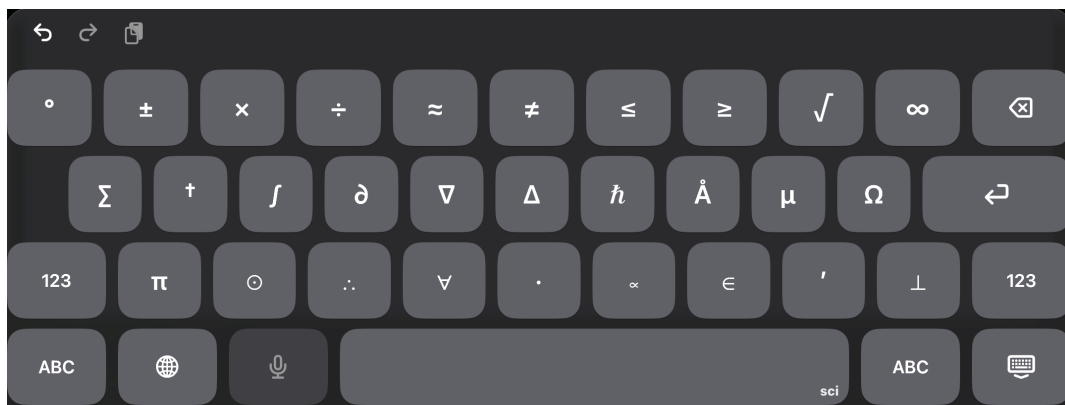 ° ± × ÷ ≈ ≠ ≤ ≥ √ ∞
∑ † ∫ ∂ ∇ Δ ℏ Å µ Ω
123 π ⊙ ∴ ∀ · ∝ ∈ ′ ⊥ 123
ABC sci ABC